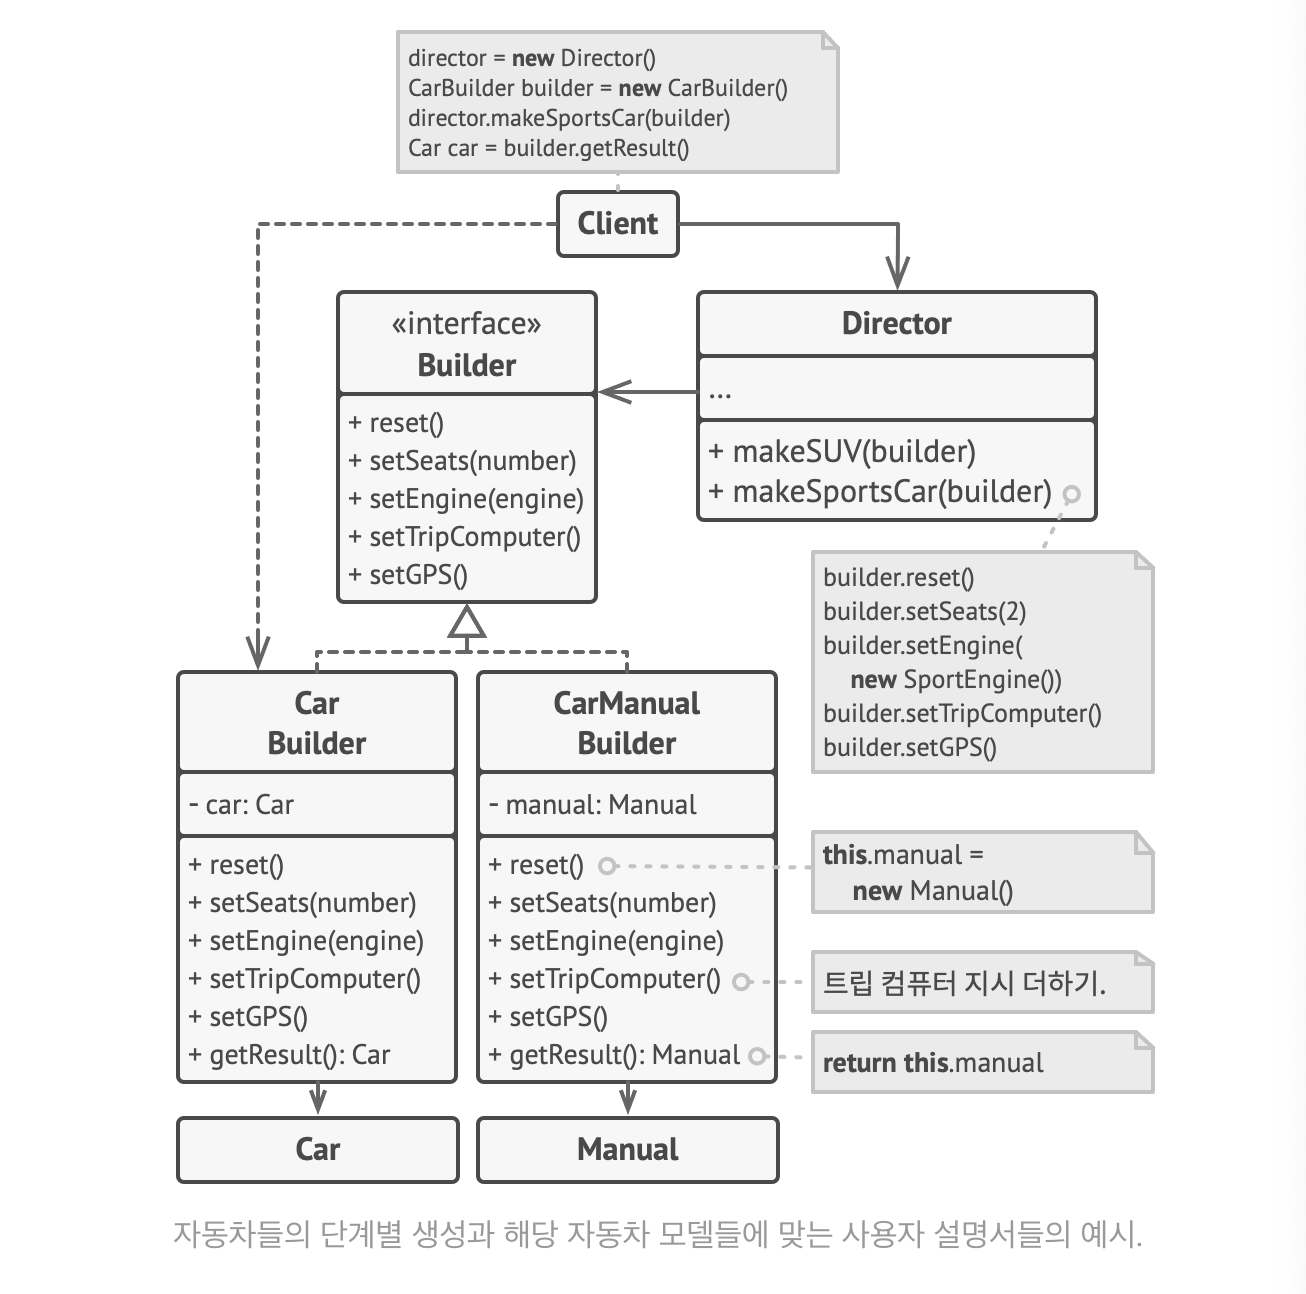 director = new Director()
CarBuilder builder = new CarBuilder()
director.makeSportsCar(builder)
Car car = builder.getResult()
Client
«interface»
Builder
+ reset()
+ setSeats(number)
+ setEngine(engine)
+ setTripComputer()
+ setGPS()
Director
...
+ makeSUV(builder)
+ makeSportsCar(builder)
builder.reset()
builder.setSeats(2)
builder.setEngine(
new SportEngine())
builder.setTripComputer()
builder.setGPS()
Car
Builder
- car: Car
+ reset()
+ setSeats(number)
+ setEngine(engine)
+ setTripComputer()
+ setGPS()
+ getResult(): Car
CarManual
Builder
- manual: Manual
+ reset()
+ setSeats(number)
+ setEngine(engine)
+ setTripComputer()
+ setGPS()
+ getResult(): Manual
this.manual =
new Manual()
트립 컴퓨터 지시 더하기.
return this.manual
Car
Manual
자동차들의 단계별 생성과 해당 자동차 모델들에 맞는 사용자 설명서들의 예시.